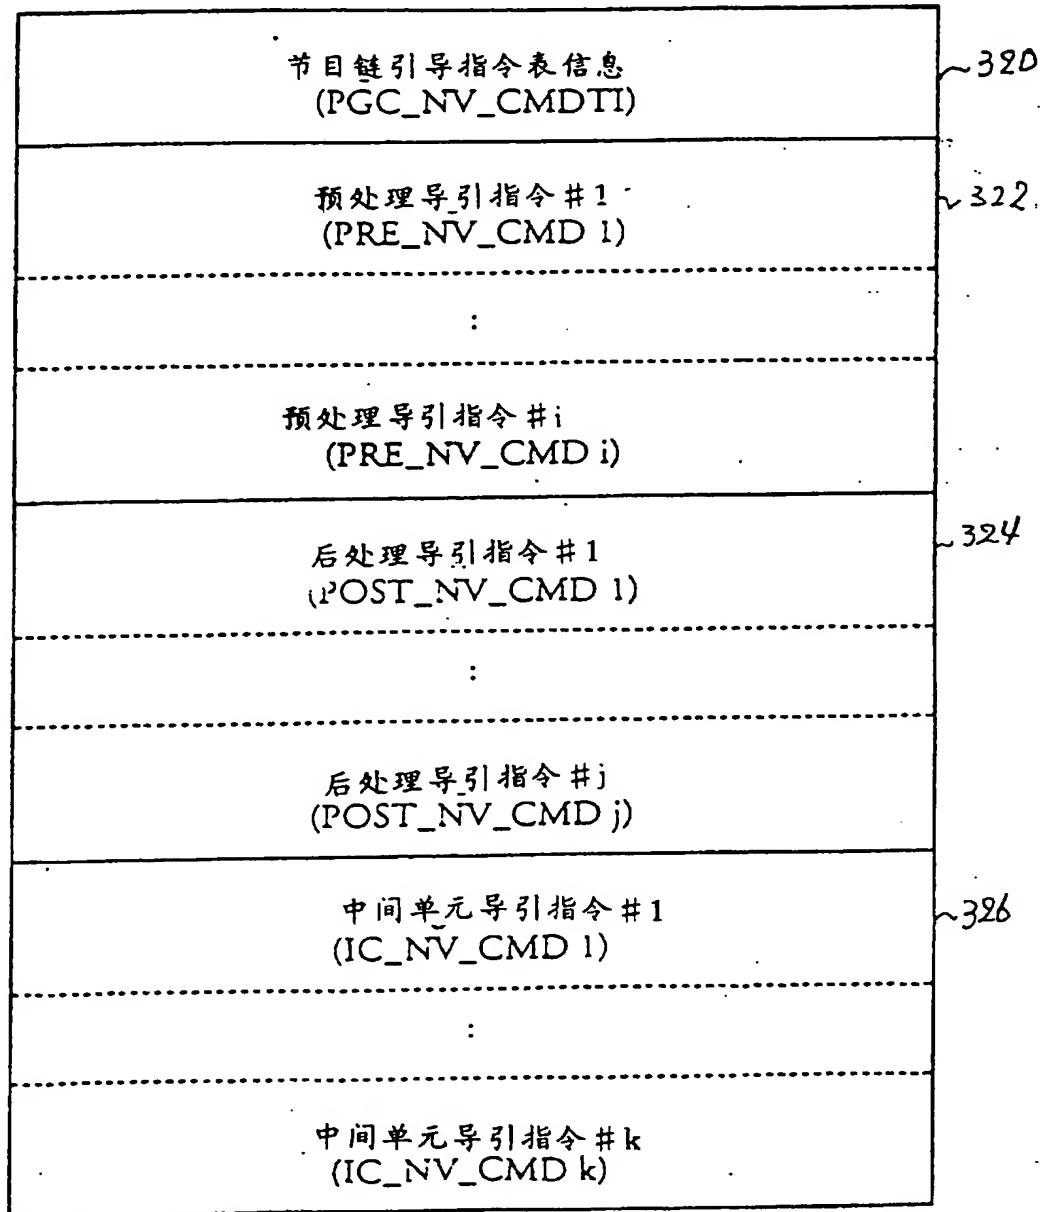 节目链引导指令表信息
(PGC_NV_CMDTI)
320
预处理导引指令#1
(PRE_NV_CMD 1)
322
:
预处理导引指令#i
(PRE_NV_CMD i)
后处理导引指令#1
(POST_NV_CMD 1)
324
:
后处理导引指令#j
(POST_NV_CMD j)
中间单元导引指令#1
(IC_NV_CMD 1)
326
:
中间单元导引指令#k
(IC_NV_CMD k)